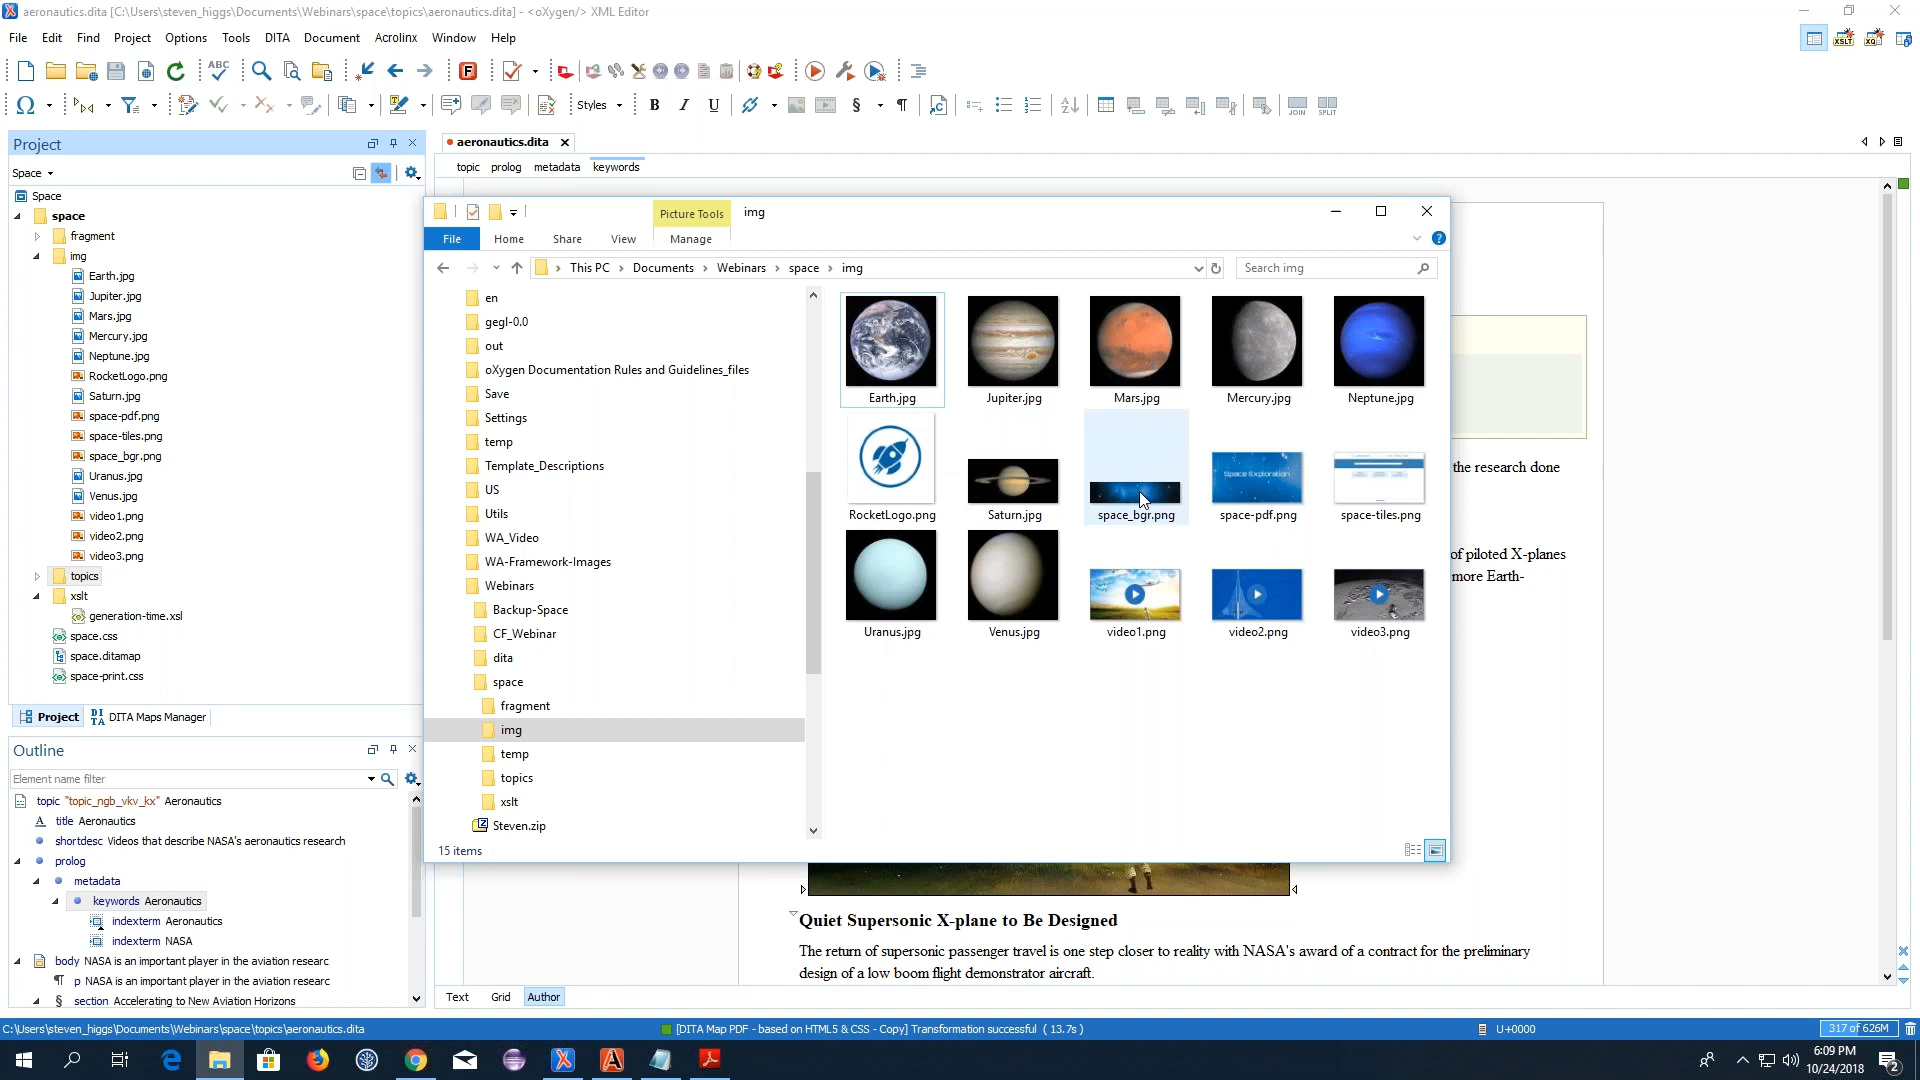 aeronautics.dita [C:\Users\steven_higgs\Documents\Webinars\space\topics\aeronautics.dita] - <oXygen/> XML Editor
File Edit Find Project Options Tools DITA Document Acrolinx Window Help
XSLT XQ
ABC
Styles B I U
JOIN SPLIT
Project
aeronautics.dita
Space
topic prolog metadata keywords
Space
space
fragment
img
Earth.jpg
Jupiter.jpg
Mars.jpg
Mercury.jpg
Neptune.jpg
RocketLogo.png
Saturn.jpg
space-pdf.png
space-tiles.png
space_bgr.png
Uranus.jpg
Venus.jpg
video1.png
video2.png
video3.png
topics
xslt
generation-time.xsl
space.css
space.ditamap
space-print.css
Project DITA Maps Manager
Outline
Element name filter
topic "topic_ngb_vkv_kx" Aeronautics
title Aeronautics
shortdesc Videos that describe NASA's aeronautics research
prolog
metadata
keywords Aeronautics
indexterm Aeronautics
indexterm NASA
body NASA is an important player in the aviation researc
p NASA is an important player in the aviation researc
section Accelerating to New Aviation Horizons
Picture Tools img
File Home Share View Manage
This PC Documents Webinars space img
Search img
en
gegl-0.0
out
oXygen Documentation Rules and Guidelines_files
Save
Settings
temp
Template_Descriptions
US
Utils
WA_Video
WA-Framework-Images
Webinars
Backup-Space
CF_Webinar
dita
space
fragment
img
temp
topics
xslt
Steven.zip
15 items
Earth.jpg Jupiter.jpg Mars.jpg Mercury.jpg Neptune.jpg
Space Exploration
RocketLogo.png Saturn.jpg space_bgr.png space-pdf.png space-tiles.png
Uranus.jpg Venus.jpg video1.png video2.png video3.png
the research done
of piloted X-planes
more Earth-
Quiet Supersonic X-plane to Be Designed
The return of supersonic passenger travel is one step closer to reality with NASA's award of a contract for the preliminary
design of a low boom flight demonstrator aircraft.
Text Grid Author
C:\Users\steven_higgs\Documents\Webinars\space\topics\aeronautics.dita
[DITA Map PDF - based on HTML5 & CSS - Copy] Transformation successful ( 13.7s )
U+0000
317 of 626M
6:09 PM
10/24/2018
2